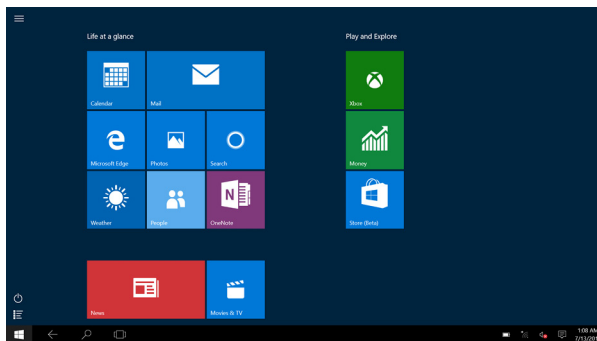 Life at a glance
Play and Explore
Calendar
Mail
Xbox
Microsoft Edge
Photos
Search
Money
Weather
People
N
OneNote
Store (Beta)
News
Movies & TV
1:08 AM